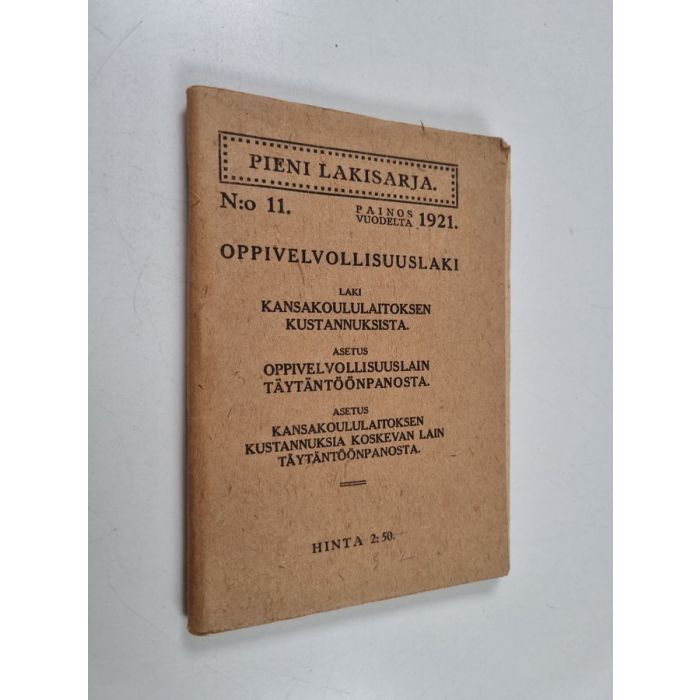 PIENI LAKISARJA.
N:o 11. PAINOS VUODELTA 1921.
OPPIVELVOLLISUUSLAKI
LAKI
KANSAKOULULAITOKSEN
KUSTANNUKSISTA.
ASETUS
OPPIVELVOLLISUUSLAIN
TÄYTÄNTÖÖNPANOSTA.
ASETUS
KANSAKOULULAITOKSEN
KUSTANNUKSIA KOSKEVAN LAIN
TÄYTÄNTÖÖNPANOSTA.
HINTA 2:50.